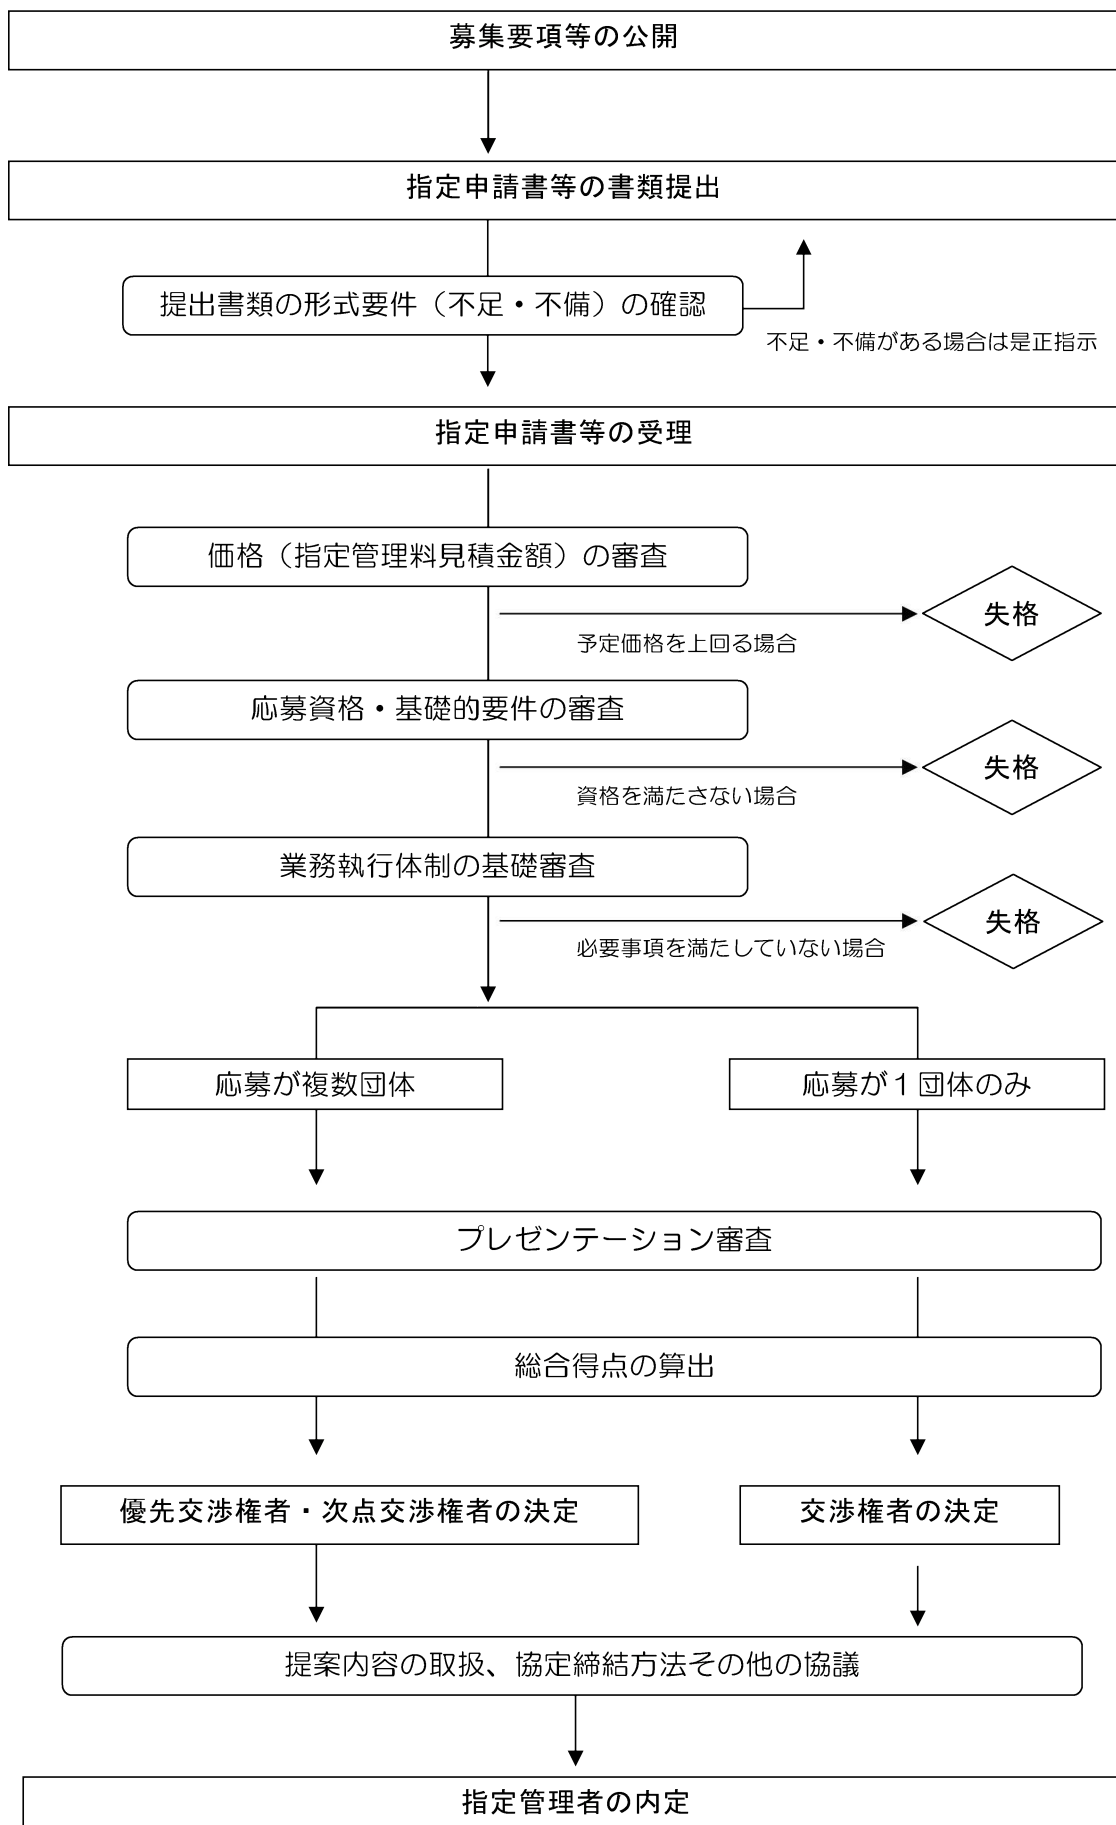 募集要項等の公開
指定申請書等の書類提出
提出書類の形式要件（不足・不備）の確認
不足・不備がある場合は是正指示
指定申請書等の受理
価格（指定管理料見積金額）の審査
失格
予定価格を上回る場合
応募資格・基礎的要件の審査
失格
資格を満たさない場合
業務執行体制の基礎審査
失格
必要事項を満たしていない場合
応募が複数団体
応募が１団体のみ
プレゼンテーション審査
総合得点の算出
優先交渉権者・次点交渉権者の決定
交渉権者の決定
提案内容の取扱、協定締結方法その他の協議
指定管理者の内定